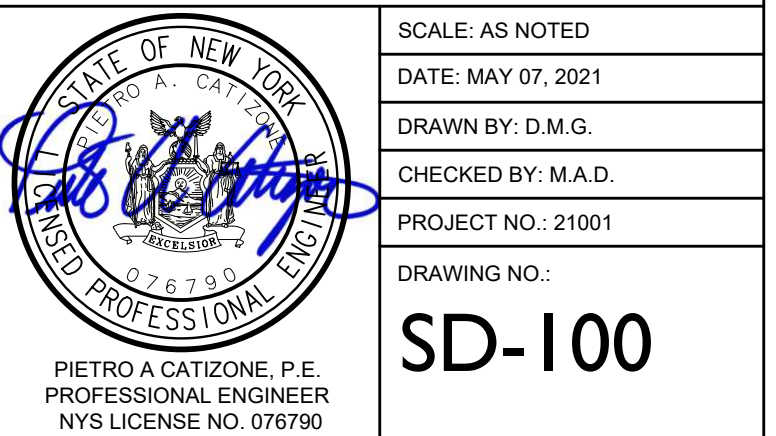 STATE OF NEW YORK
PIETRO A. CATIZONE
EXCELSIOR
076790
LICENSED PROFESSIONAL ENGINEER
PIETRO A CATIZONE, P.E.
PROFESSIONAL ENGINEER
NYS LICENSE NO. 076790
SCALE: AS NOTED
DATE: MAY 07, 2021
DRAWN BY: D.M.G.
CHECKED BY: M.A.D.
PROJECT NO.: 21001
DRAWING NO.:
SD-100